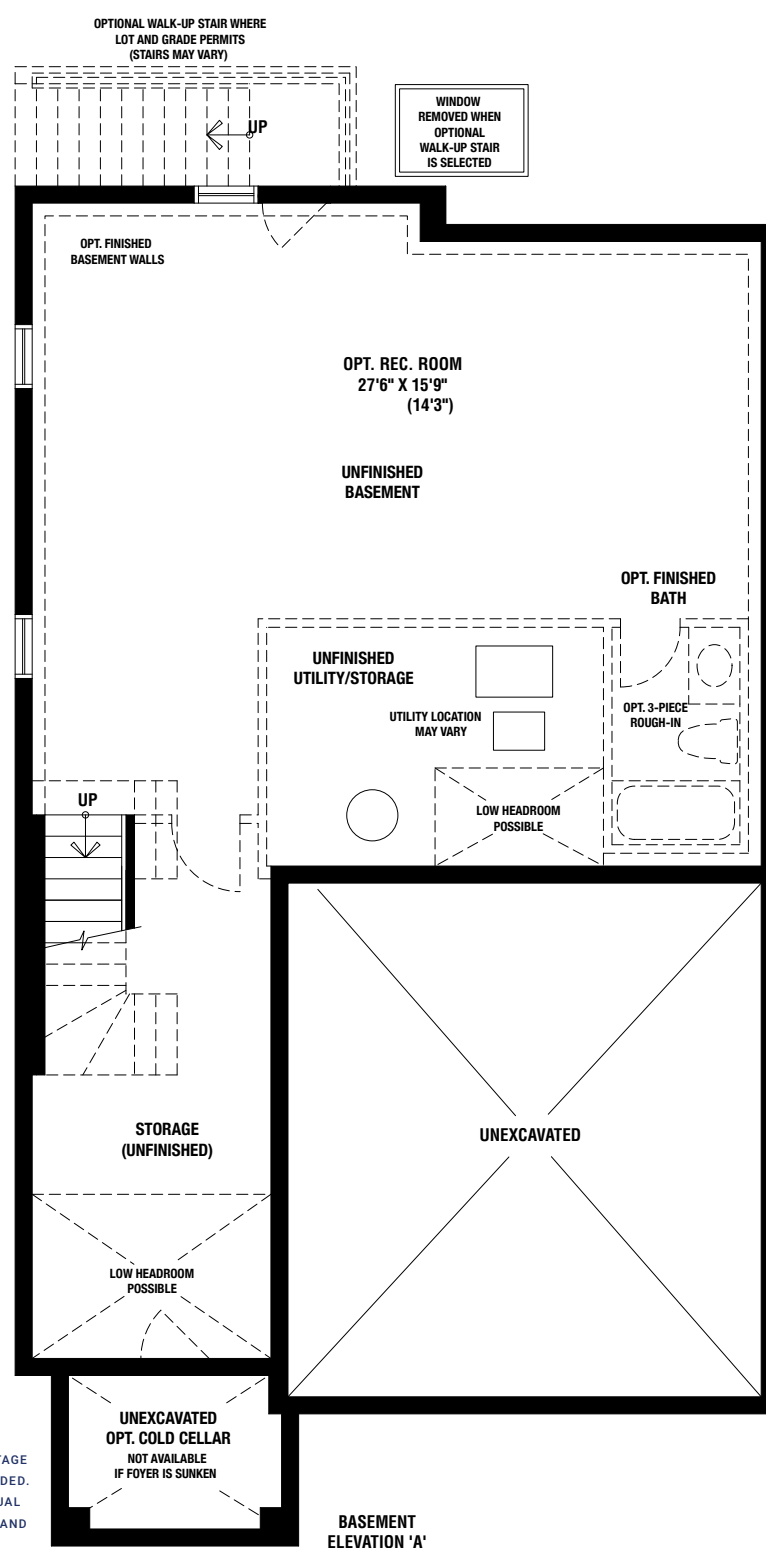 OPTIONAL WALK-UP STAIR WHERE
LOT AND GRADE PERMITS
(STAIRS MAY VARY)
UP
WINDOW
REMOVED WHEN
OPTIONAL
WALK-UP STAIR
IS SELECTED
OPT. FINISHED
BASEMENT WALLS
OPT. REC. ROOM
27'6" X 15'9"
(14'3")
UNFINISHED
BASEMENT
OPT. FINISHED
BATH
UNFINISHED
UTILITY/STORAGE
UTILITY LOCATION
MAY VARY
OPT. 3-PIECE
ROUGH-IN
LOW HEADROOM
POSSIBLE
UP
STORAGE
(UNFINISHED)
UNEXCAVATED
LOW HEADROOM
POSSIBLE
UNEXCAVATED
OPT. COLD CELLAR
NOT AVAILABLE
IF FOYER IS SUNKEN
AND
BASEMENT
ELEVATION 'A'